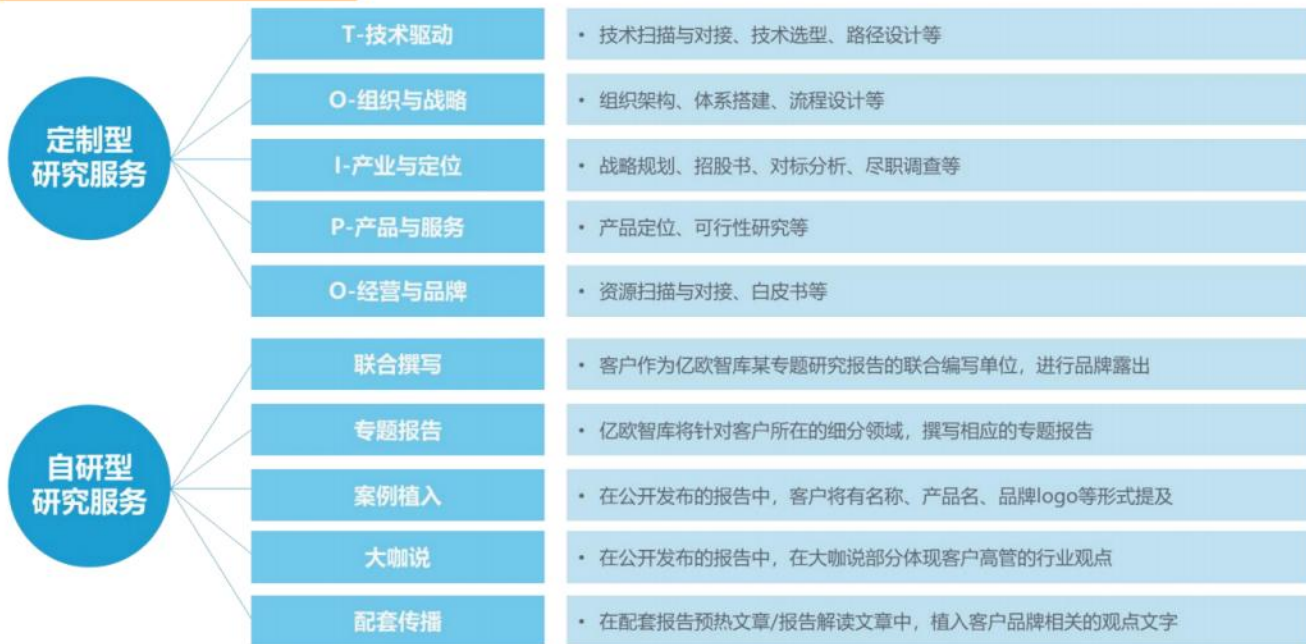 定制型
研究服务
T-技术驱动
• 技术扫描与对接、技术选型、路径设计等
O-组织与战略
• 组织架构、体系搭建、流程设计等
I-产业与定位
• 战略规划、招股书、对标分析、尽职调查等
P-产品与服务
• 产品定位、可行性研究等
O-经营与品牌
• 资源扫描与对接、白皮书等
自研型
研究服务
联合撰写
• 客户作为亿欧智库某专题研究报告的联合编写单位，进行品牌露出
专题报告
• 亿欧智库将针对客户所在的细分领域，撰写相应的专题报告
案例植入
• 在公开发布的报告中，客户将有名称、产品名、品牌logo等形式提及
大咖说
• 在公开发布的报告中，在大咖说部分体现客户高管的行业观点
配套传播
• 在配套报告预热文章/报告解读文章中，植入客户品牌相关的观点文字